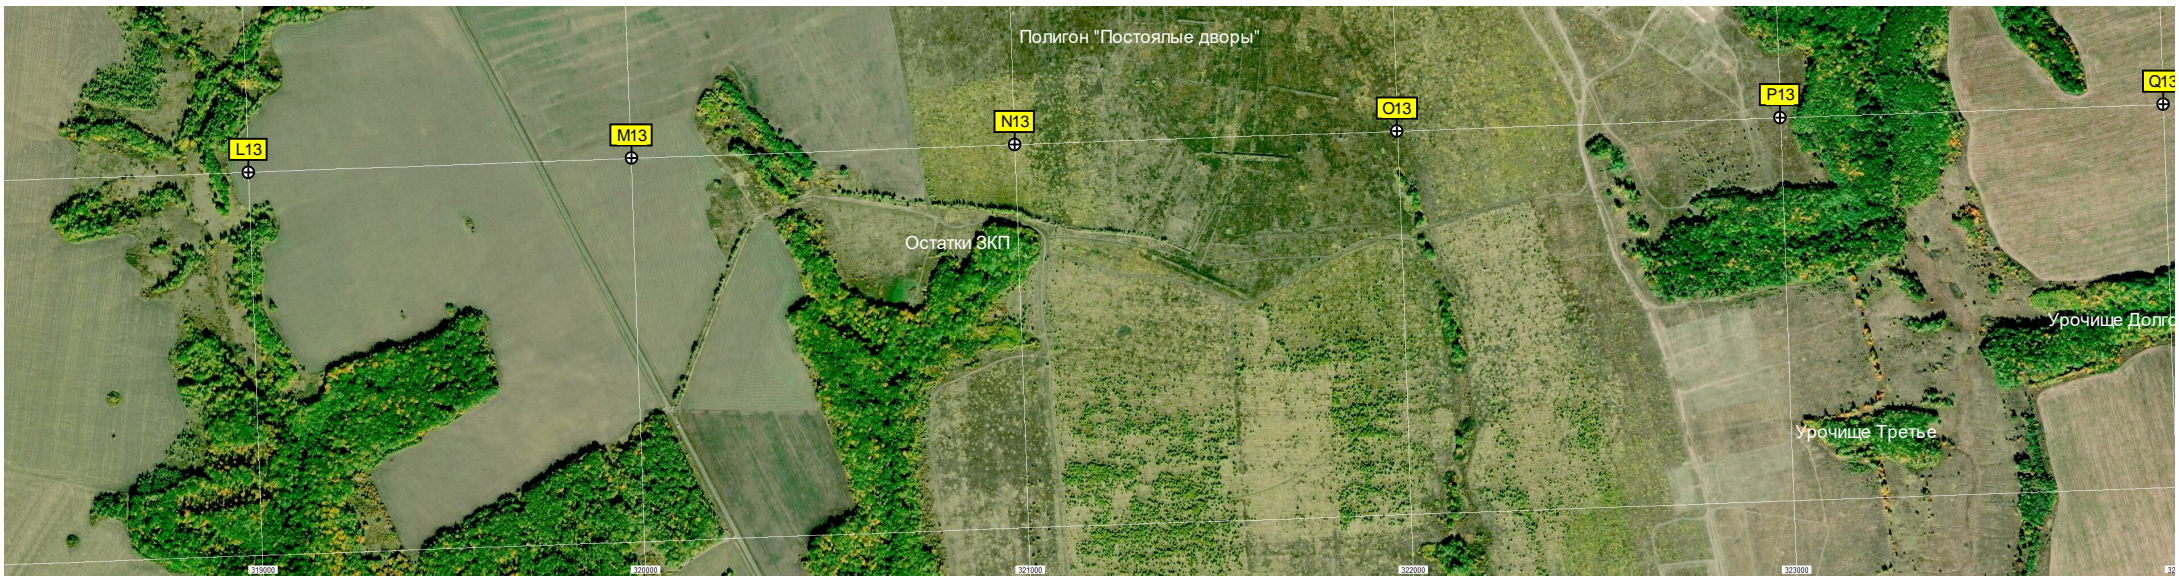 Полигон "Постоялые дворы"
Q13
P13
O13
N13
M13
L13
Остатки ЗКП
Урочище Долго
Урочище Третье
319000
320000
321000
322000
323000
32